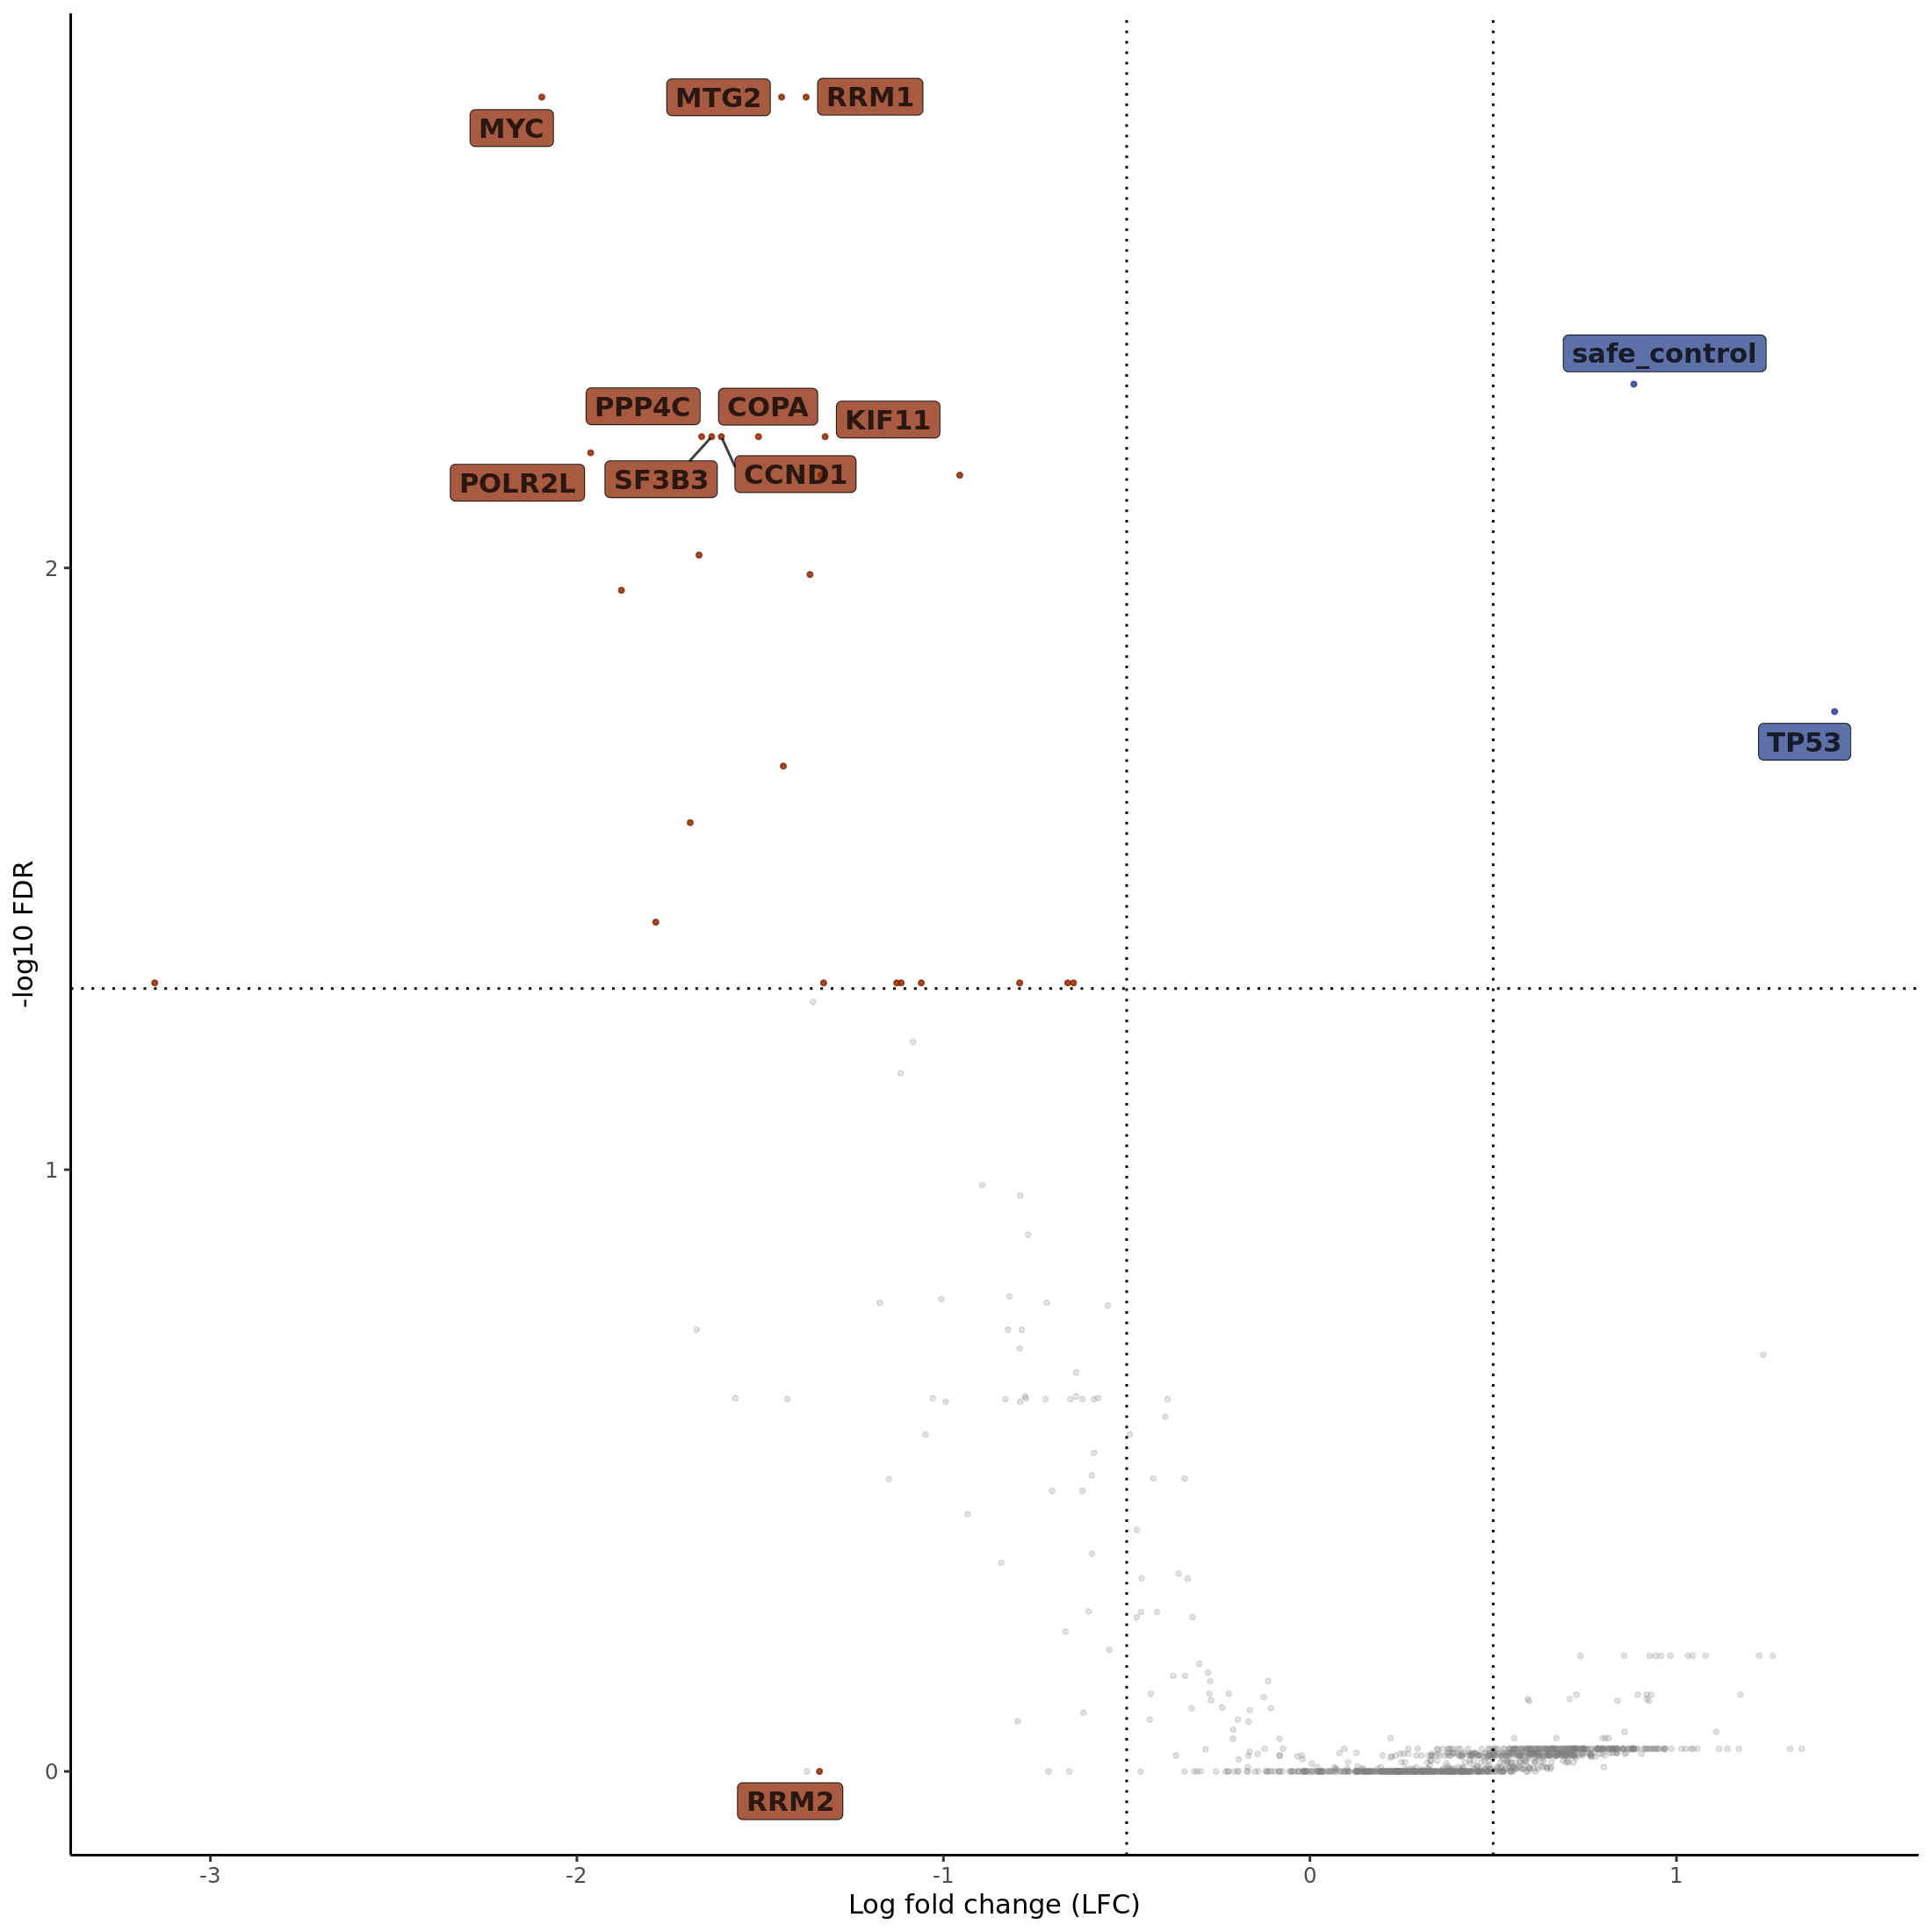 MTG2
RRM1
MYC
safe_control
PPP4C
COPA
KIF11
POLR2L
SF3B3
CCND1
2
TP53
-log10 FDR
1
0
RRM2
-3
-2
-1
0
1
Log fold change (LFC)